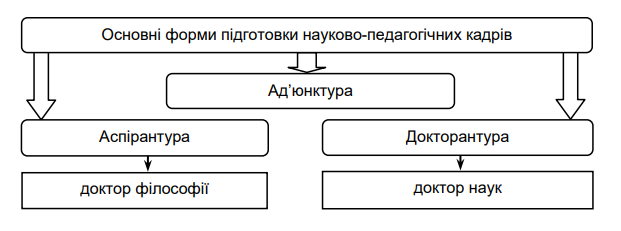 Основні форми підготовки науково-педагогічних кадрів
Ад’юнктура
Аспірантура
Докторантура
доктор філософії
доктор наук